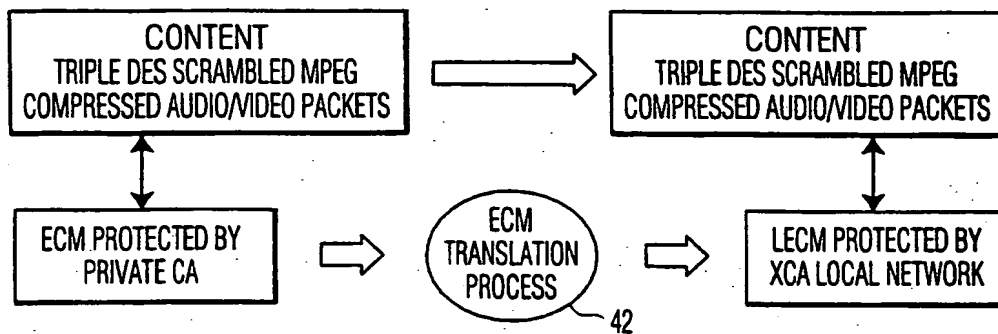 CONTENT
TRIPLE DES SCRAMBLED MPEG
COMPRESSED AUDIO/VIDEO PACKETS
CONTENT
TRIPLE DES SCRAMBLED MPEG
COMPRESSED AUDIO/VIDEO PACKETS
ECM PROTECTED BY
PRIVATE CA
ECM
TRANSLATION
PROCESS
42
LECM PROTECTED BY
XCA LOCAL NETWORK